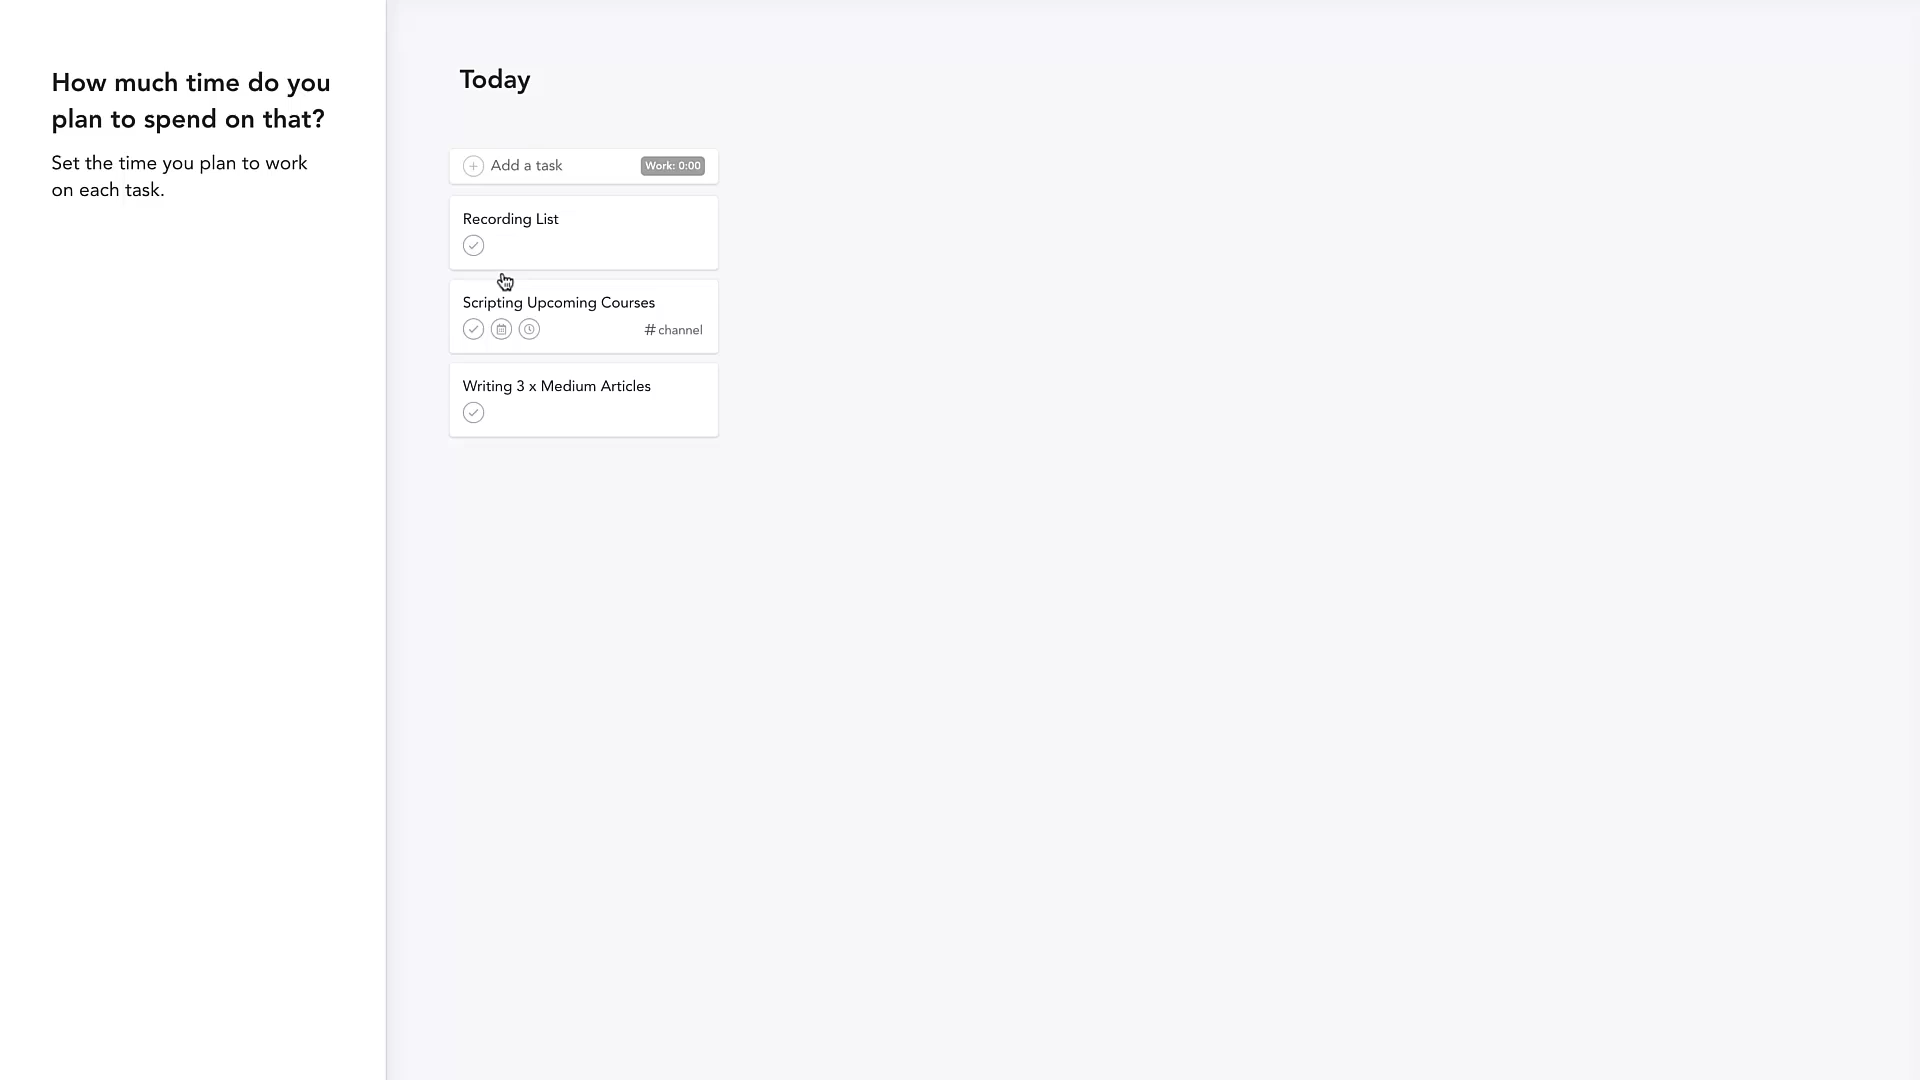 How much time do you
plan to spend on that?
Set the time you plan to work
on each task.
Today
Add a task
Work: 0:00
Recording List
Scripting Upcoming Courses
# channel
Writing 3 x Medium Articles